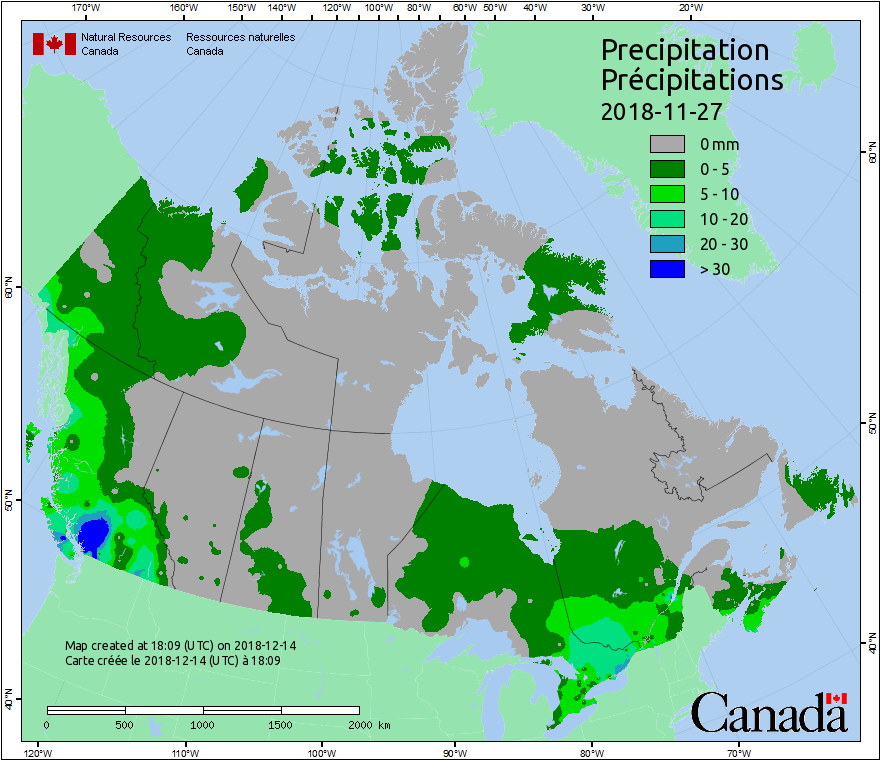 170°W 160°W 150°W 140°W 120°W 100°W 80°W 60°W 50°W 40°W 30°W 20°W
Natural Resources Ressources naturelles
Canada Canada
Precipitation
Précipitations
2018-11-27
0 mm
0 - 5
5 - 10
10 - 20
20 - 30
> 30
60°N
60°N
50°N
50°N
40°N
40°N
Map created at 18:09 (UTC) on 2018-12-14
Carte créée le 2018-12-14 (UTC) à 18:09
0 500 1000 1500 2000 km
Canada
120°W 110°W 100°W 90°W 80°W 70°W